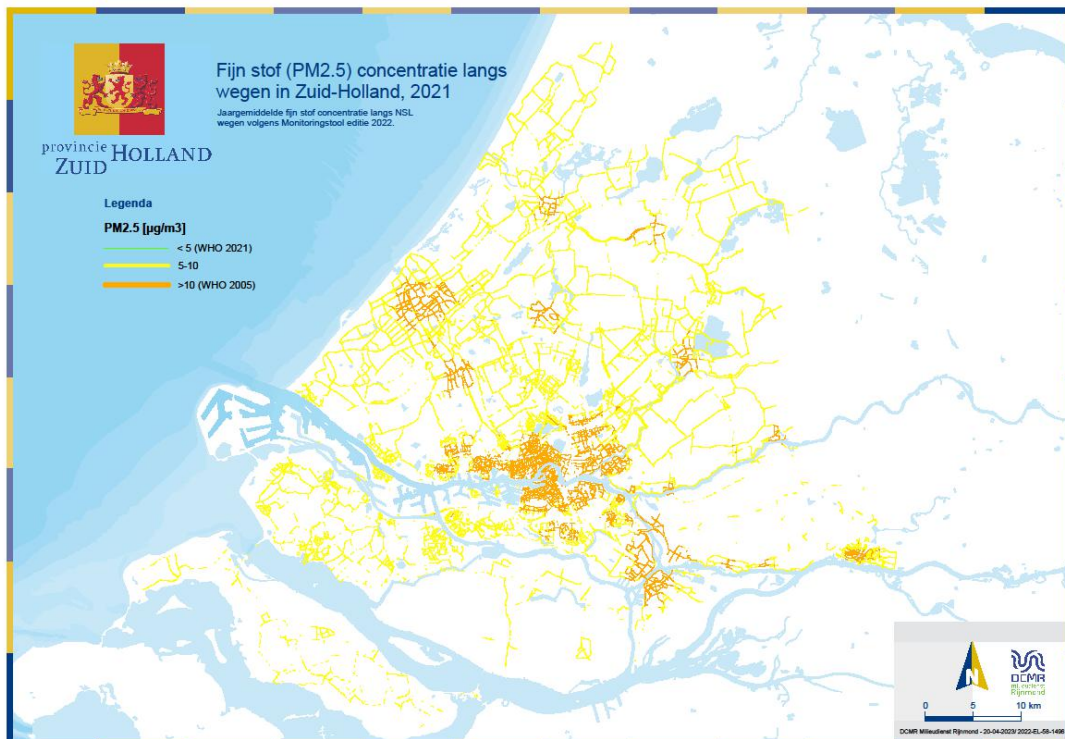 provincie
ZUID HOLLAND
Fijn stof (PM2.5) concentratie langs
wegen in Zuid-Holland, 2021
Jaargemiddelde fijn stof concentratie langs NSL
wegen volgens Monitoringstool editie 2022.
Legenda
PM2.5 [µg/m3]
< 5 (WHO 2021)
5-10
>10 (WHO 2005)
N
DCMR
milieudienst
Rijnmond
0 5 10 km
DCMR Milieudienst Rijnmond - 20-04-2023/ 2022-EL-58-1496